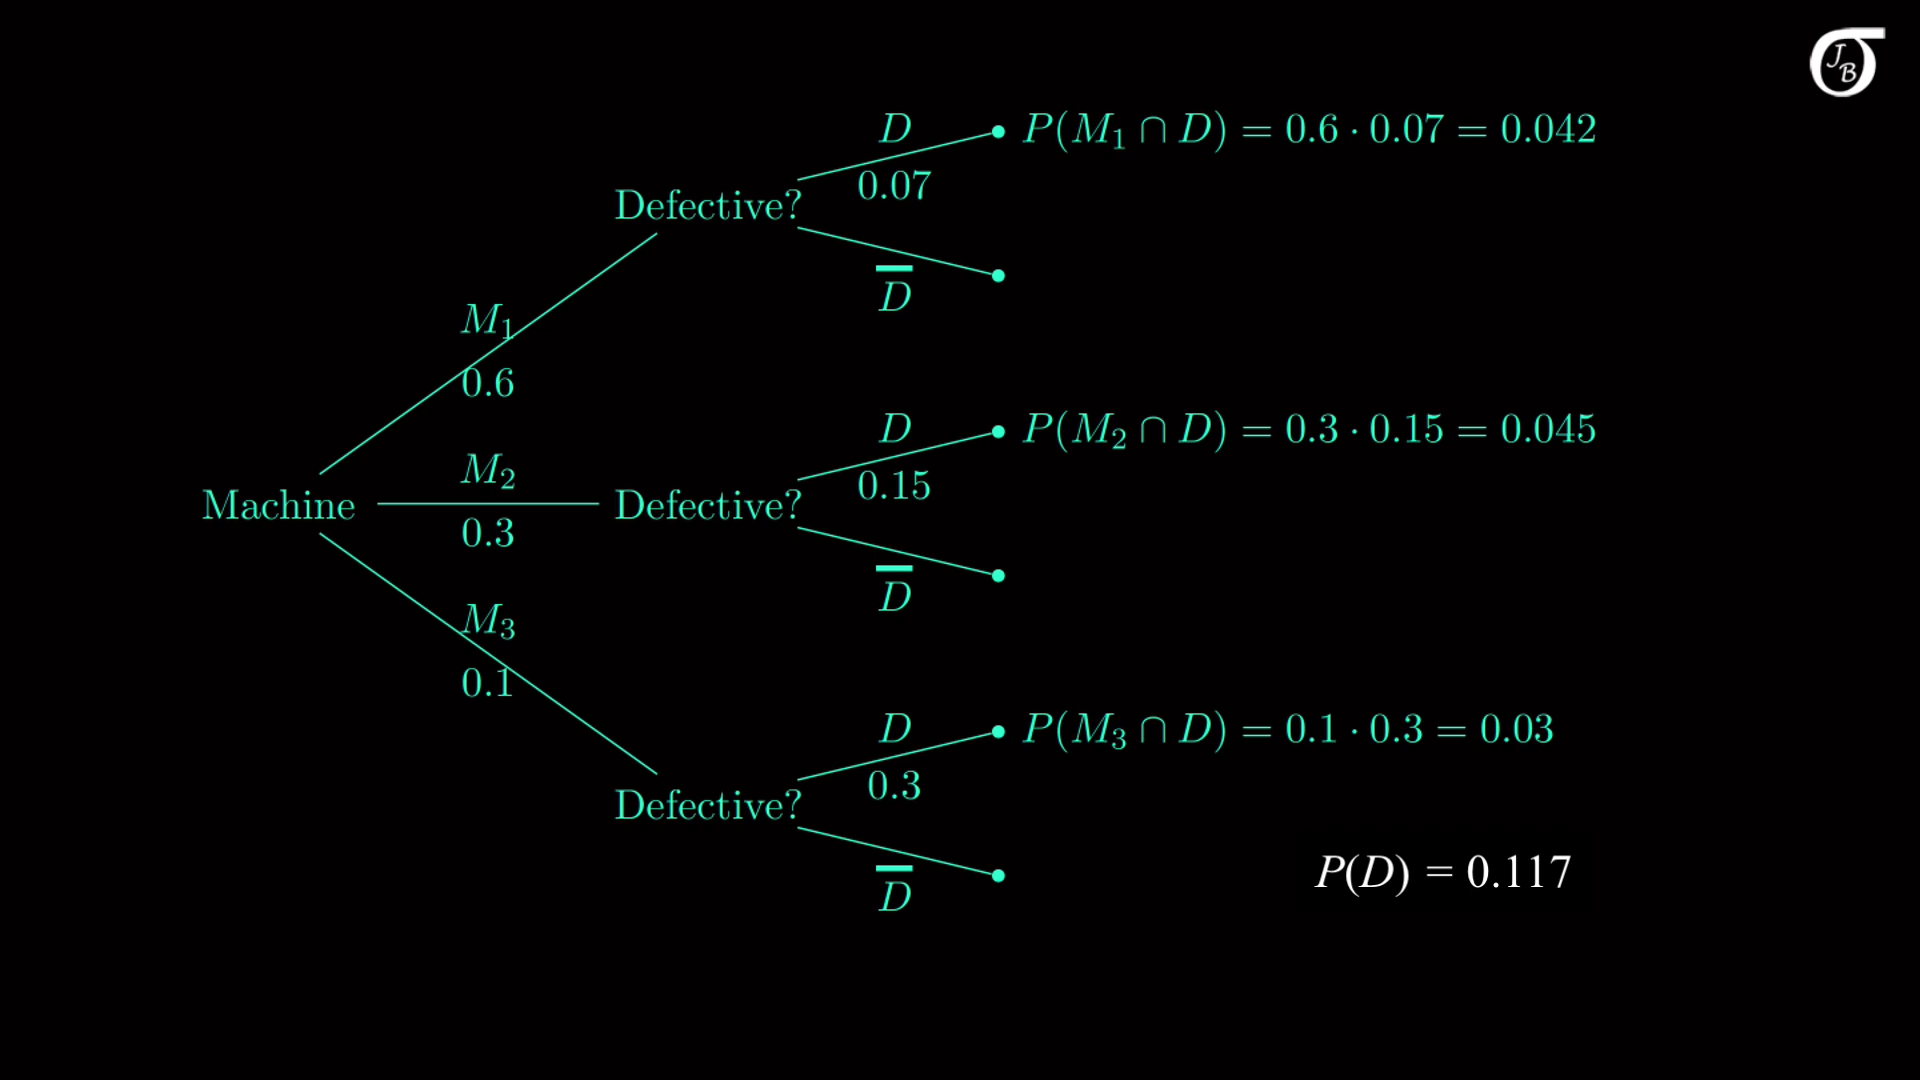 J
B
D
P(M₁ ∩ D) = 0.6 · 0.07 = 0.042
0.07
Defective?
D̅
M₁
0.6
D
P(M₂ ∩ D) = 0.3 · 0.15 = 0.045
M₂
0.15
Machine
Defective?
0.3
D̅
M₃
0.1
D
P(M₃ ∩ D) = 0.1 · 0.3 = 0.03
0.3
Defective?
D̅
P(D) = 0.117